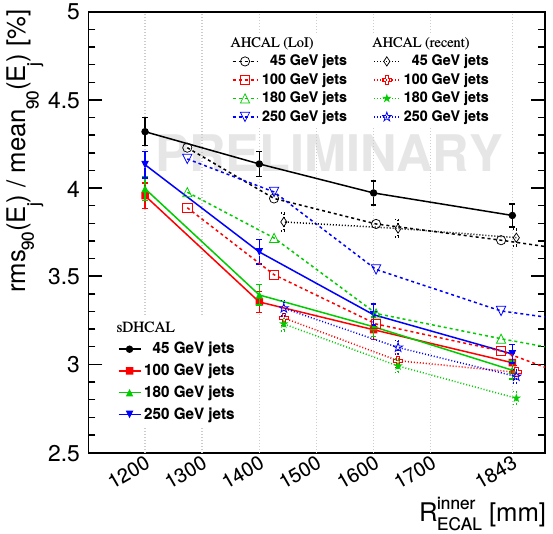 rms90(Ej) / mean90(Ej) [%]
5
4.5
4
3.5
3
2.5
AHCAL (LoI)
45 GeV jets
100 GeV jets
180 GeV jets
250 GeV jets
AHCAL (recent)
45 GeV jets
100 GeV jets
180 GeV jets
250 GeV jets
PRELIMINARY
sDHCAL
45 GeV jets
100 GeV jets
180 GeV jets
250 GeV jets
1200
1300
1400
1500
1600
1700
1843
R inner ECAL [mm]